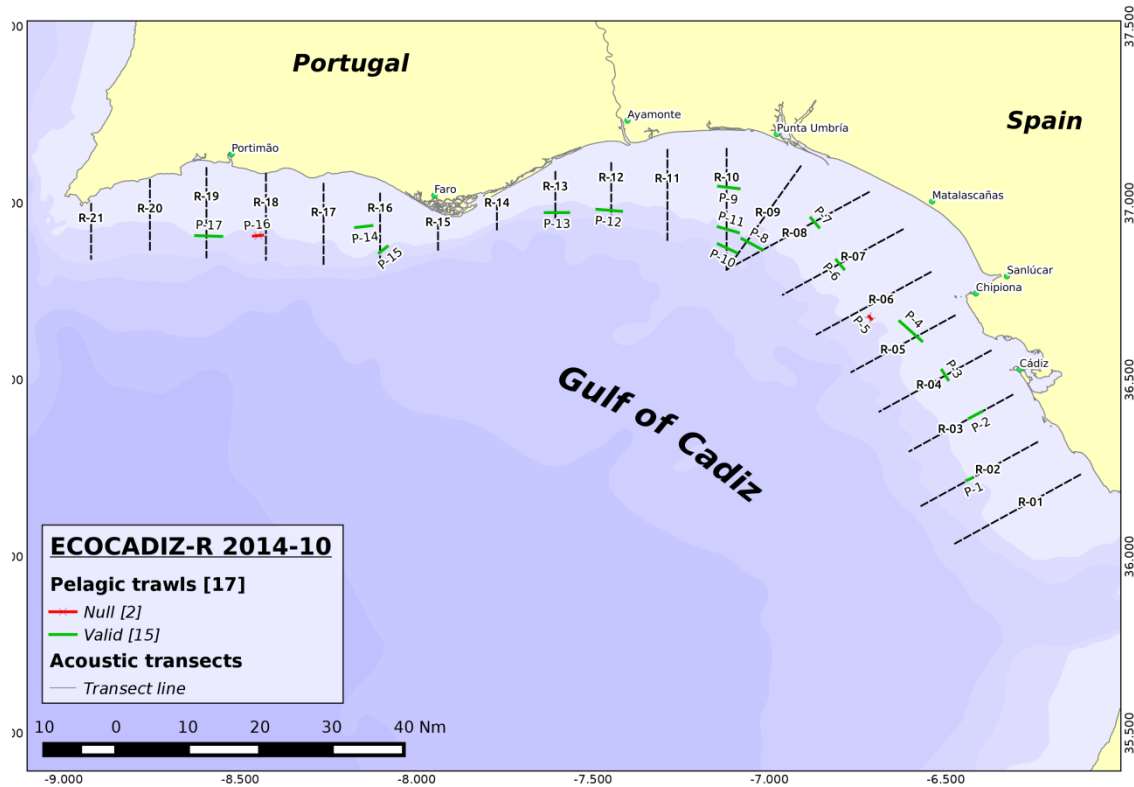 Portugal
Spain
Ayamonte
Punta Umbría
Portimão
Faro
Matalascañas
Sanlúcar
Chipiona
Cádiz
R-21
R-20
R-19
R-18
R-17
R-16
R-15
R-14
R-13
R-12
R-11
R-10
R-09
R-08
R-07
R-06
R-05
R-04
R-03
R-02
R-01
P-17
P-16
P-14
P-15
P-13
P-12
P-9
P-11
P-10
P-8
P-7
P-6
P-5
P-4
P-3
P-2
P-1
Gulf of Cadiz
ECOCADIZ-R 2014-10
Pelagic trawls [17]
Null [2]
Valid [15]
Acoustic transects
Transect line
10 0 10 20 30 40 Nm
-9.000 -8.500 -8.000 -7.500 -7.000 -6.500
37.500
37.000
36.500
36.000
35.500